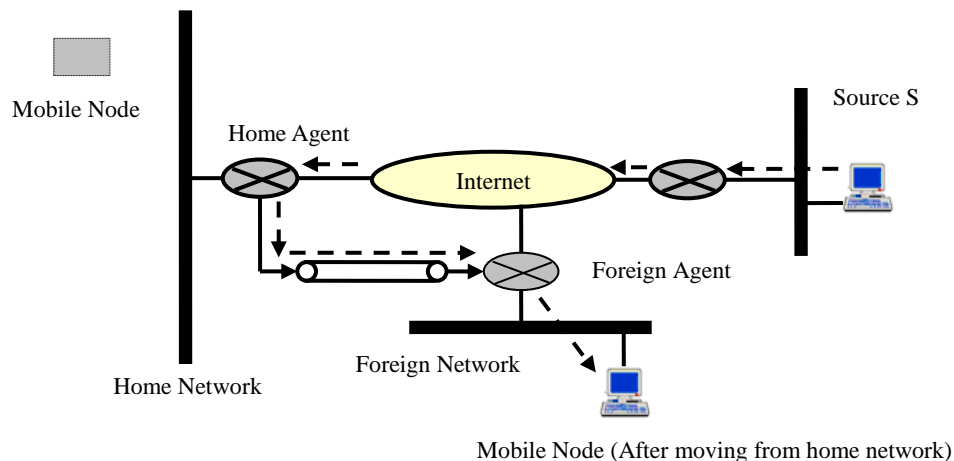 Mobile Node
Source S
Home Agent
Internet
Foreign Agent
Foreign Network
Home Network
Mobile Node (After moving from home network)